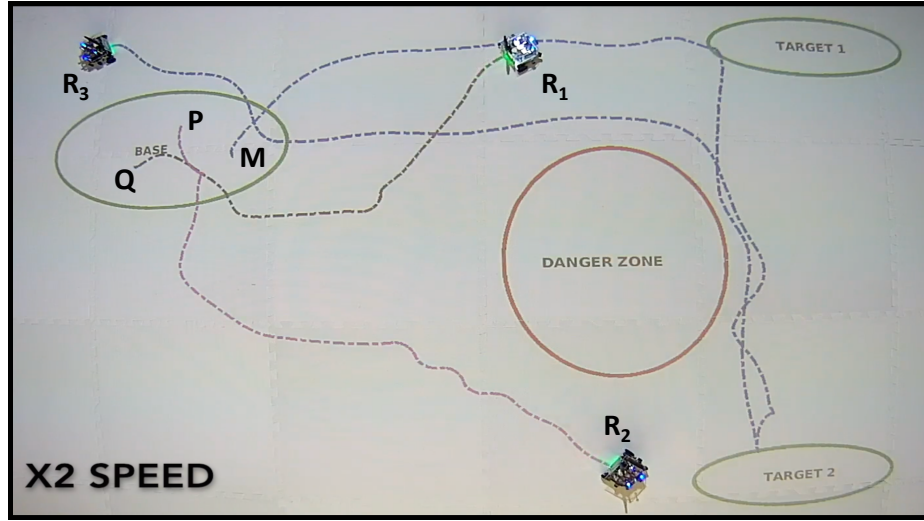 R3
R1
TARGET 1
P
BASE
M
Q
DANGER ZONE
R2
X2 SPEED
TARGET 2